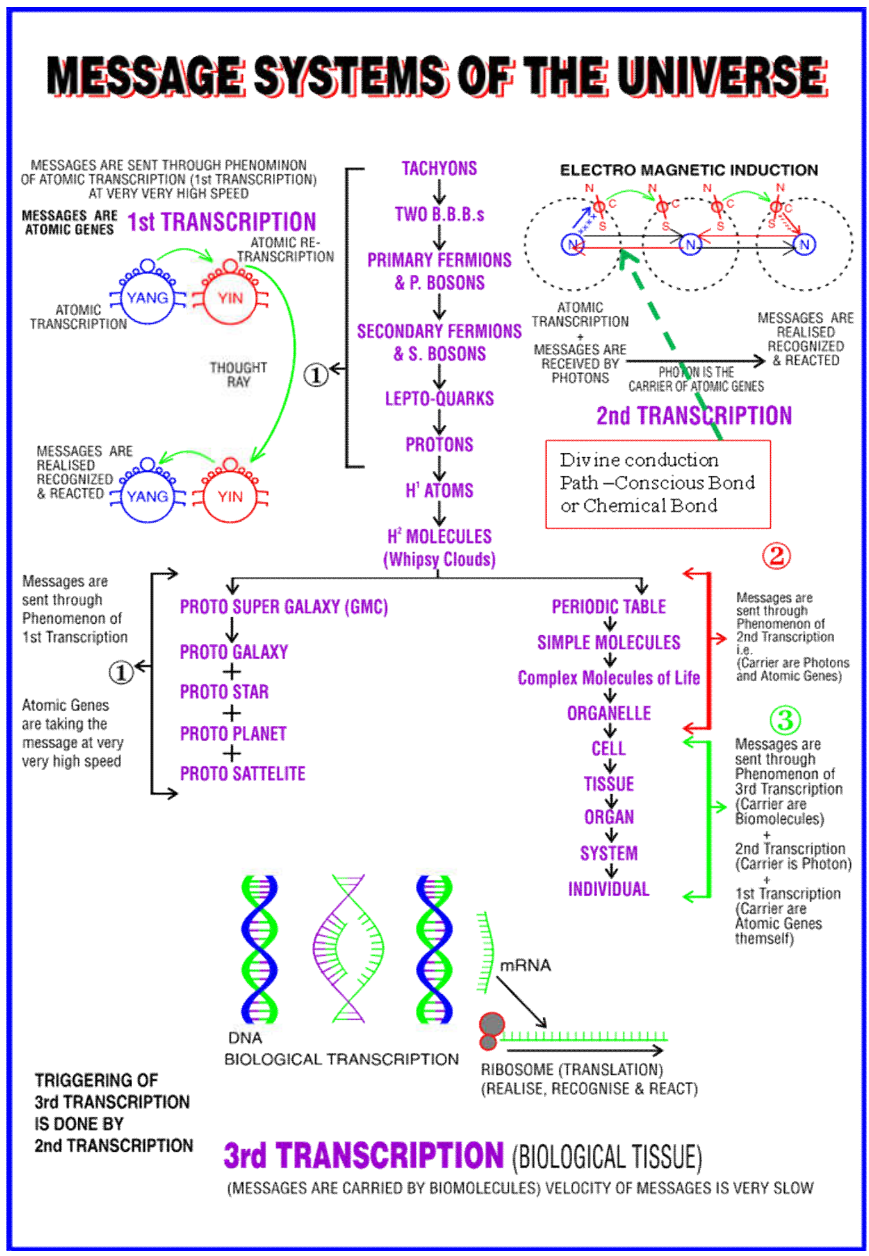 MESSAGE SYSTEMS OF THE UNIVERSE
MESSAGES ARE SENT THROUGH PHENOMINON
OF ATOMIC TRANSCRIPTION (1st TRANSCRIPTION)
AT VERY VERY HIGH SPEED
MESSAGES ARE
ATOMIC GENES
1st TRANSCRIPTION
ATOMIC RE-
TRANSCRIPTION
YANG
YIN
ATOMIC
TRANSCRIPTION
THOUGHT
RAY
MESSAGES ARE
REALISED
RECOGNIZED
& REACTED
YANG
YIN
1
TACHYONS
TWO B.B.B.s
PRIMARY FERMIONS
& P. BOSONS
SECONDARY FERMIONS
& S. BOSONS
LEPTO-QUARKS
PROTONS
H¹ ATOMS
H² MOLECULES
(Whipsy Clouds)
ELECTRO MAGNETIC INDUCTION
N
C
S
N
C
S
N
C
S
N
C
S
N
N
N
ATOMIC
TRANSCRIPTION
+
MESSAGES ARE
RECEIVED BY
PHOTONS
PHOTON IS THE
CARRIER OF ATOMIC GENES
MESSAGES ARE
REALISED
RECOGNIZED
& REACTED
2nd TRANSCRIPTION
Divine conduction
Path –Conscious Bond
or Chemical Bond
Messages are
sent through
Phenomenon of
1st Transcription
1
Atomic Genes
are taking the
message at very
very high speed
PROTO SUPER GALAXY (GMC)
PROTO GALAXY
+
PROTO STAR
+
PROTO PLANET
+
PROTO SATTELITE
PERIODIC TABLE
SIMPLE MOLECULES
Complex Molecules of Life
ORGANELLE
CELL
TISSUE
ORGAN
SYSTEM
INDIVIDUAL
2
Messages are
sent through
Phenomenon of
2nd Transcription
i.e.
(Carrier are Photons
and Atomic Genes)
3
Messages are
sent through
Phenomenon of
3rd Transcription
(Carrier are
Biomolecules)
+
2nd Transcription
(Carrier is Photon)
+
1st Transcription
(Carrier are
Atomic Genes
themself)
mRNA
DNA
BIOLOGICAL TRANSCRIPTION
RIBOSOME (TRANSLATION)
(REALISE, RECOGNISE & REACT)
TRIGGERING OF
3rd TRANSCRIPTION
IS DONE BY
2nd TRANSCRIPTION
3rd TRANSCRIPTION (BIOLOGICAL TISSUE)
(MESSAGES ARE CARRIED BY BIOMOLECULES) VELOCITY OF MESSAGES IS VERY SLOW